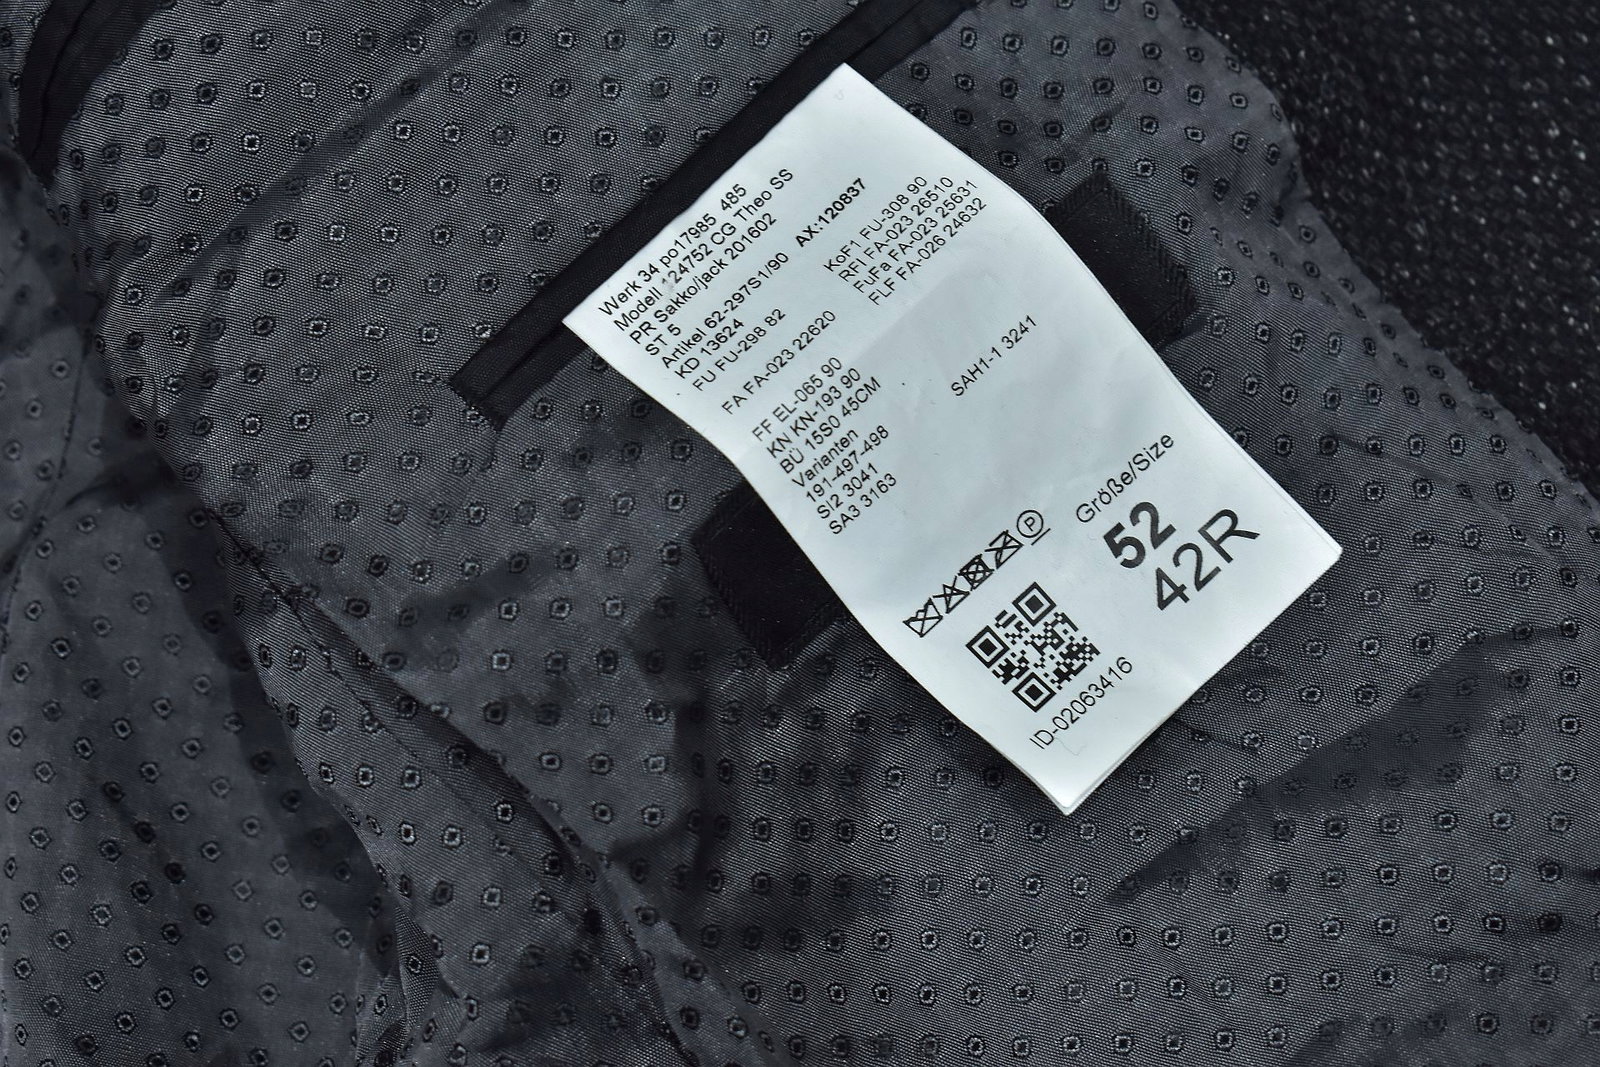 Werk 34 po17985 485
Modell 124752 CG Theo SS
PR Sakko/jack 201602
ST 5
Artikel 62-297S1/90 AX:120837
KD 13624
FU FU-298 82 KoF1 FU-308 90
RFI FA-023 26510
FuFa FA-023 25631
FLF FA-026 24632
FA FA-023 22620
FF EL-065 90
KN KN-193 90
BÜ 15S0 45CM SAH1-1 3241
Varianten
191-497-498
SI2 3041
SA3 3163
P
Größe/Size
52
42R
ID-02063416